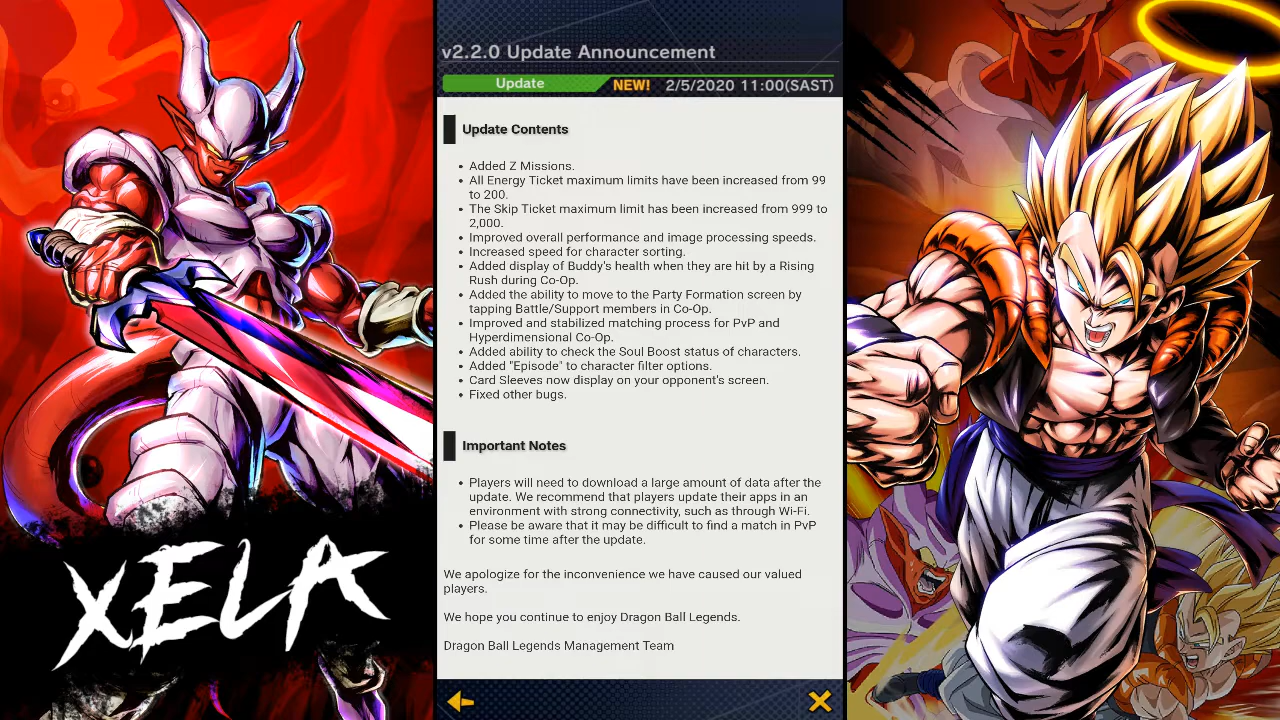 v2.2.0 Update Announcement
Update NEW! 2/5/2020 11:00(SAST)
Update Contents
• Added Z Missions.
• All Energy Ticket maximum limits have been increased from 99
to 200.
• The Skip Ticket maximum limit has been increased from 999 to
2,000.
• Improved overall performance and image processing speeds.
• Increased speed for character sorting.
• Added display of Buddy's health when they are hit by a Rising
Rush during Co-Op.
• Added the ability to move to the Party Formation screen by
tapping Battle/Support members in Co-Op.
• Improved and stabilized matching process for PvP and
Hyperdimensional Co-Op.
• Added ability to check the Soul Boost status of characters.
• Added "Episode" to character filter options.
• Card Sleeves now display on your opponent's screen.
• Fixed other bugs.
Important Notes
• Players will need to download a large amount of data after the
update. We recommend that players update their apps in an
environment with strong connectivity, such as through Wi-Fi.
• Please be aware that it may be difficult to find a match in PvP
for some time after the update.
We apologize for the inconvenience we have caused our valued
players.
We hope you continue to enjoy Dragon Ball Legends.
Dragon Ball Legends Management Team
XELA